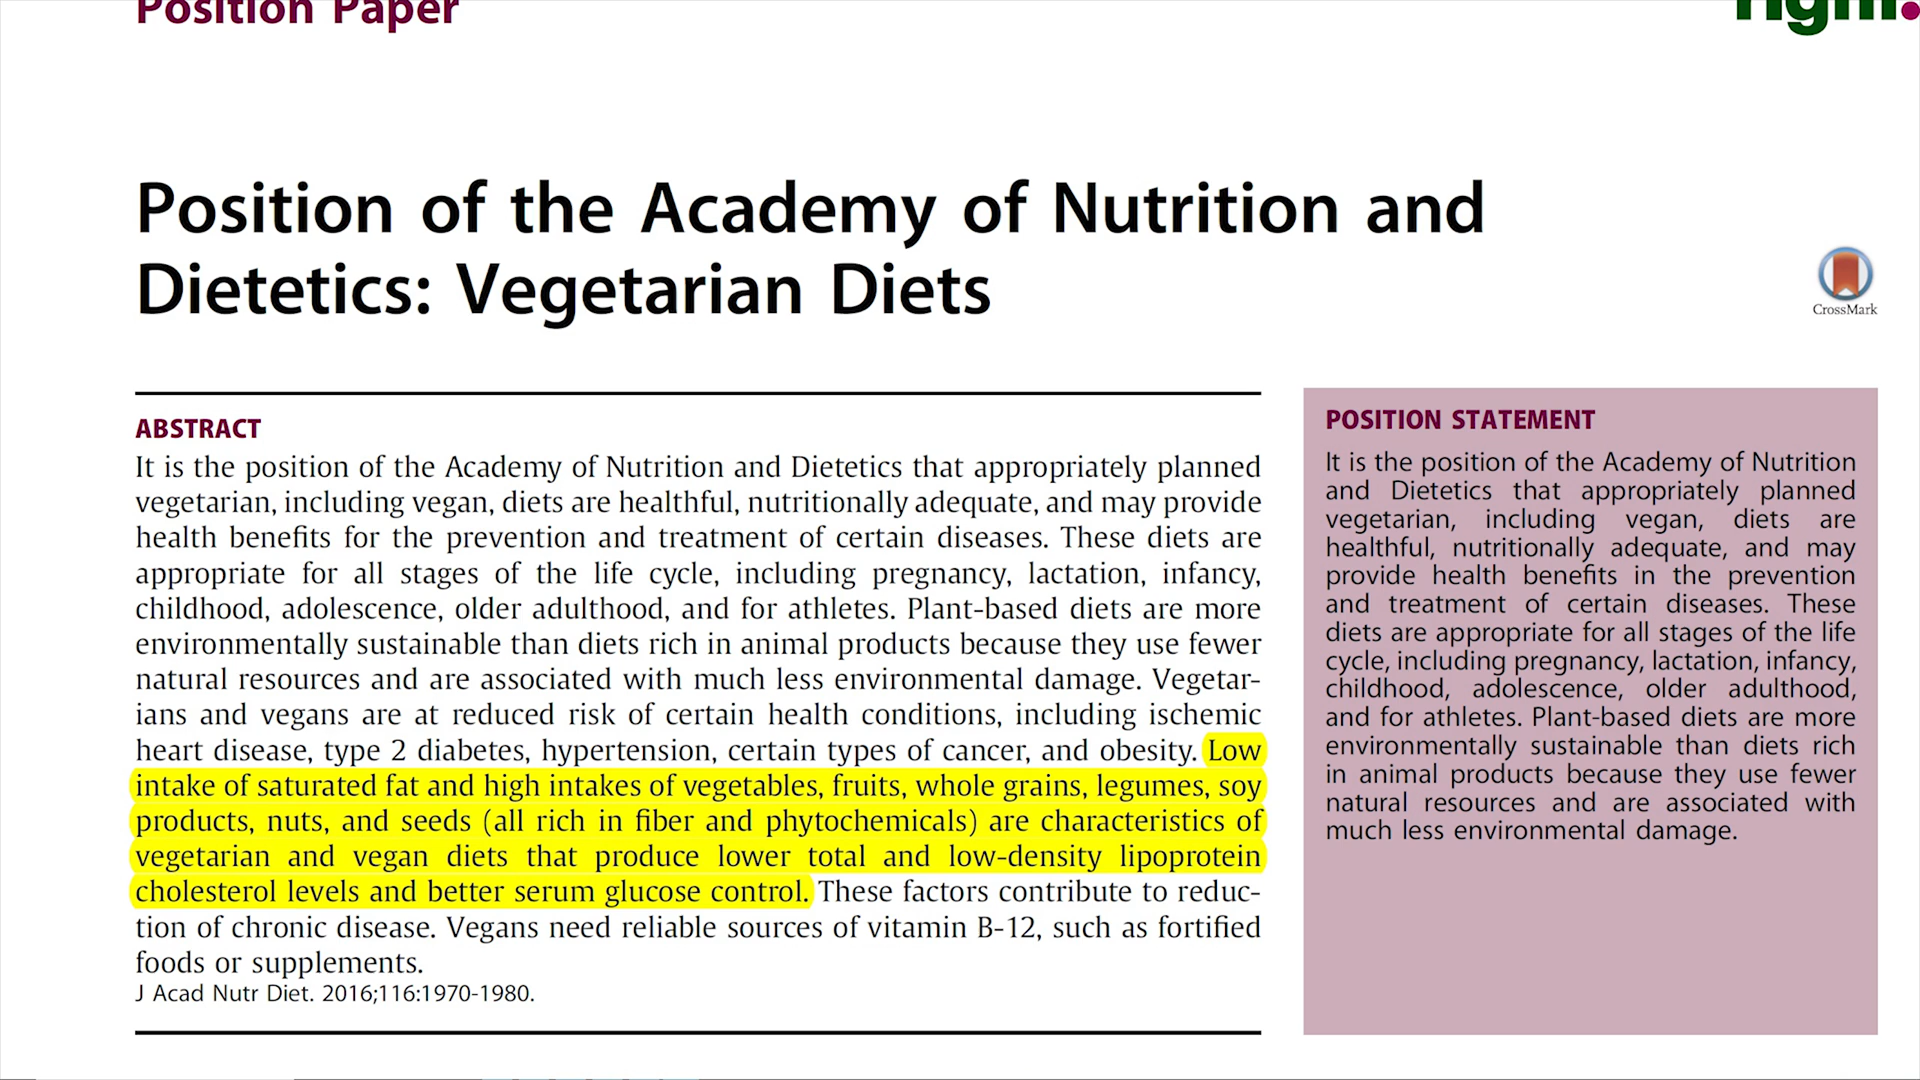 Position Paper
right.
Position of the Academy of Nutrition and
Dietetics: Vegetarian Diets
CrossMark
ABSTRACT
It is the position of the Academy of Nutrition and Dietetics that appropriately planned
vegetarian, including vegan, diets are healthful, nutritionally adequate, and may provide
health benefits for the prevention and treatment of certain diseases. These diets are
appropriate for all stages of the life cycle, including pregnancy, lactation, infancy,
childhood, adolescence, older adulthood, and for athletes. Plant-based diets are more
environmentally sustainable than diets rich in animal products because they use fewer
natural resources and are associated with much less environmental damage. Vegetar-
ians and vegans are at reduced risk of certain health conditions, including ischemic
heart disease, type 2 diabetes, hypertension, certain types of cancer, and obesity. Low
intake of saturated fat and high intakes of vegetables, fruits, whole grains, legumes, soy
products, nuts, and seeds (all rich in fiber and phytochemicals) are characteristics of
vegetarian and vegan diets that produce lower total and low-density lipoprotein
cholesterol levels and better serum glucose control. These factors contribute to reduc-
tion of chronic disease. Vegans need reliable sources of vitamin B-12, such as fortified
foods or supplements.
J Acad Nutr Diet. 2016;116:1970-1980.
POSITION STATEMENT
It is the position of the Academy of Nutrition
and Dietetics that appropriately planned
vegetarian, including vegan, diets are
healthful, nutritionally adequate, and may
provide health benefits in the prevention
and treatment of certain diseases. These
diets are appropriate for all stages of the life
cycle, including pregnancy, lactation, infancy,
childhood, adolescence, older adulthood,
and for athletes. Plant-based diets are more
environmentally sustainable than diets rich
in animal products because they use fewer
natural resources and are associated with
much less environmental damage.